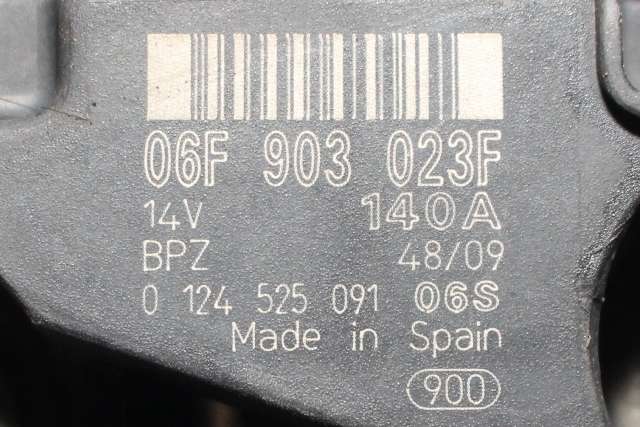 06F 903 023F
14V 140A
BPZ 48/09
0 124 525 091 06S
Made in Spain
900